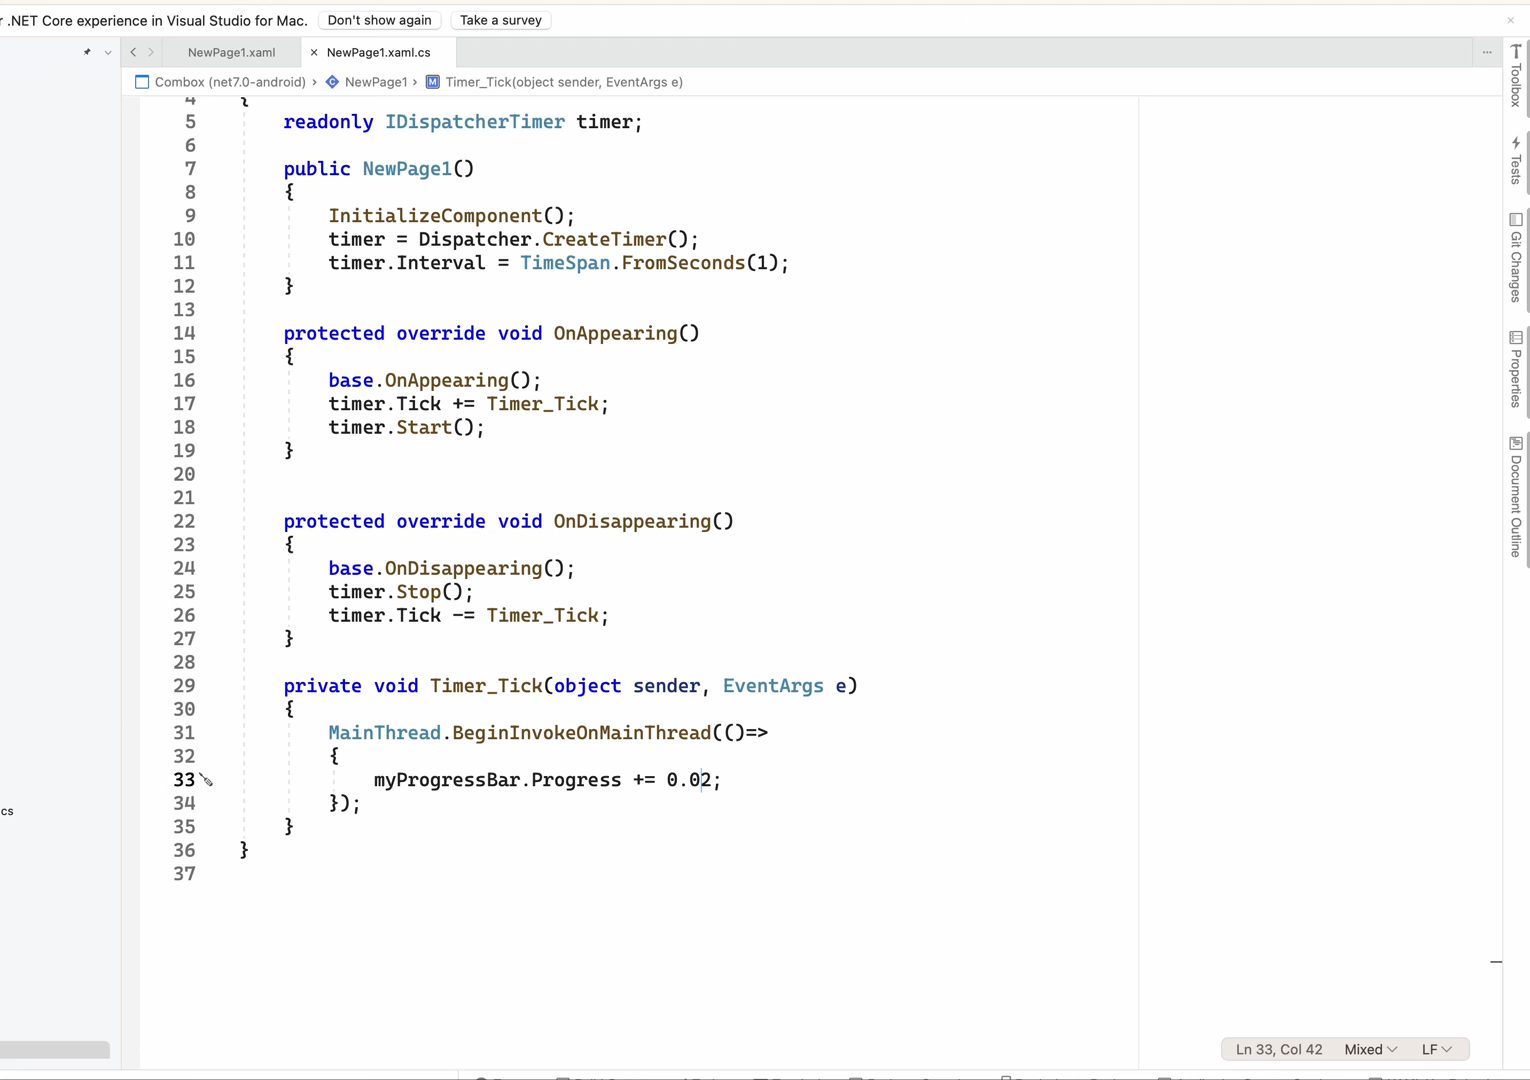 r .NET Core experience in Visual Studio for Mac. Don't show again Take a survey
NewPage1.xaml NewPage1.xaml.cs
Combox (net7.0-android) › NewPage1 › Timer_Tick(object sender, EventArgs e)
4 {
5 readonly IDispatcherTimer timer;
6
7 public NewPage1()
8 {
9 InitializeComponent();
10 timer = Dispatcher.CreateTimer();
11 timer.Interval = TimeSpan.FromSeconds(1);
12 }
13
14 protected override void OnAppearing()
15 {
16 base.OnAppearing();
17 timer.Tick += Timer_Tick;
18 timer.Start();
19 }
20
21
22 protected override void OnDisappearing()
23 {
24 base.OnDisappearing();
25 timer.Stop();
26 timer.Tick -= Timer_Tick;
27 }
28
29 private void Timer_Tick(object sender, EventArgs e)
30 {
31 MainThread.BeginInvokeOnMainThread(()=>
32 {
33 myProgressBar.Progress += 0.02;
34 });
35 }
36 }
37
cs
Toolbox
Tests
Git Changes
Properties
Document Outline
Ln 33, Col 42 Mixed LF